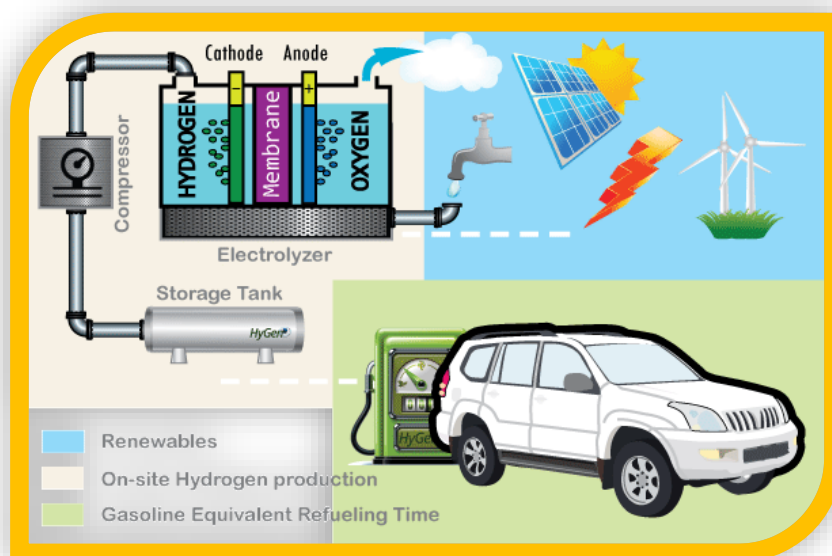 Cathode Anode
HYDROGEN
−
Membrane
+
OXYGEN
Compressor
Electrolyzer
Storage Tank
HyGen
HyGen
Renewables
On-site Hydrogen production
Gasoline Equivalent Refueling Time